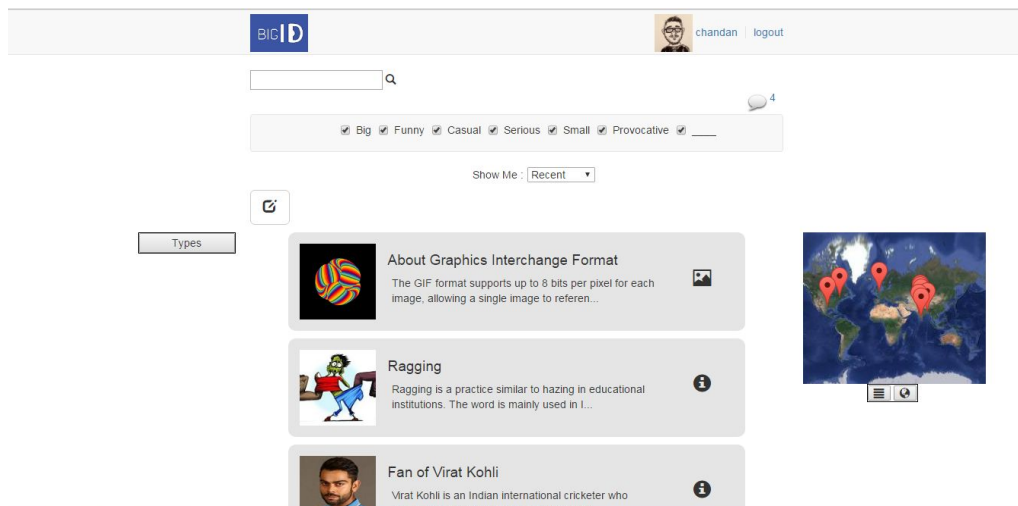 BIG ID
chandan logout
4
Big Funny Casual Serious Small Provocative ____
Show Me : Recent
Types
About Graphics Interchange Format
The GIF format supports up to 8 bits per pixel for each
image, allowing a single image to referen...
Ragging
Ragging is a practice similar to hazing in educational
institutions. The word is mainly used in I...
Fan of Virat Kohli
Virat Kohli is an Indian international cricketer who